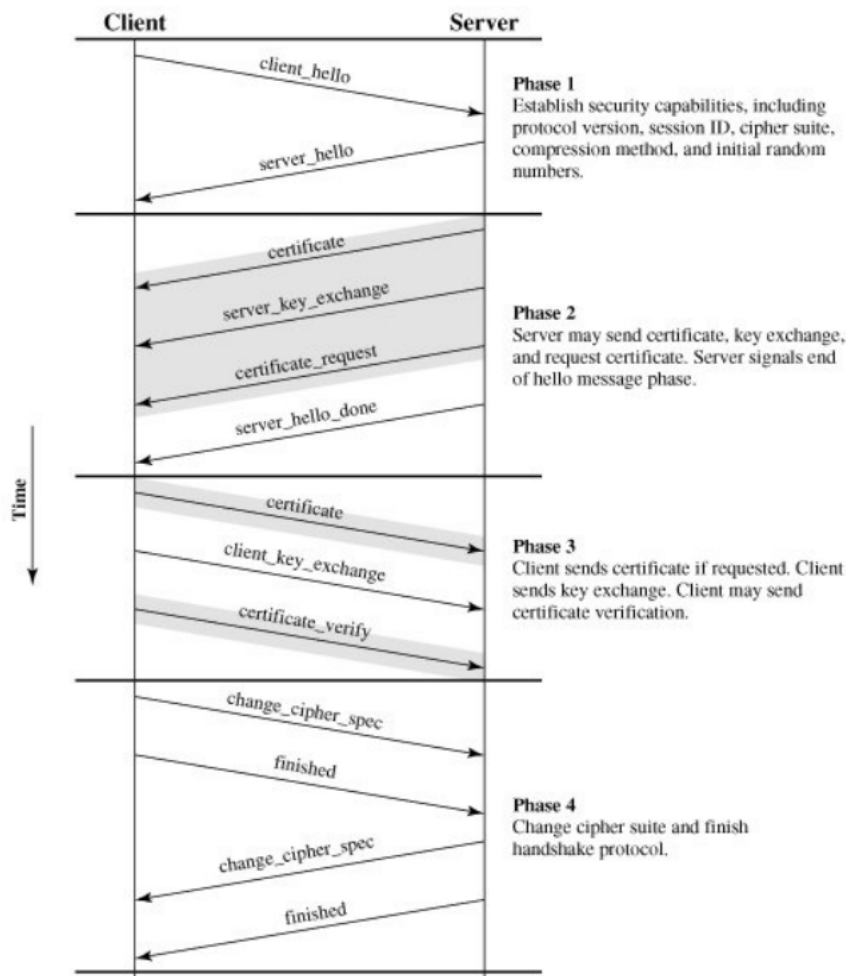 Client
Server
client_hello
Phase 1
Establish security capabilities, including
protocol version, session ID, cipher suite,
compression method, and initial random
numbers.
server_hello
certificate
server_key_exchange
certificate_request
server_hello_done
Phase 2
Server may send certificate, key exchange,
and request certificate. Server signals end
of hello message phase.
Time
certificate
client_key_exchange
certificate_verify
Phase 3
Client sends certificate if requested. Client
sends key exchange. Client may send
certificate verification.
change_cipher_spec
finished
change_cipher_spec
finished
Phase 4
Change cipher suite and finish
handshake protocol.